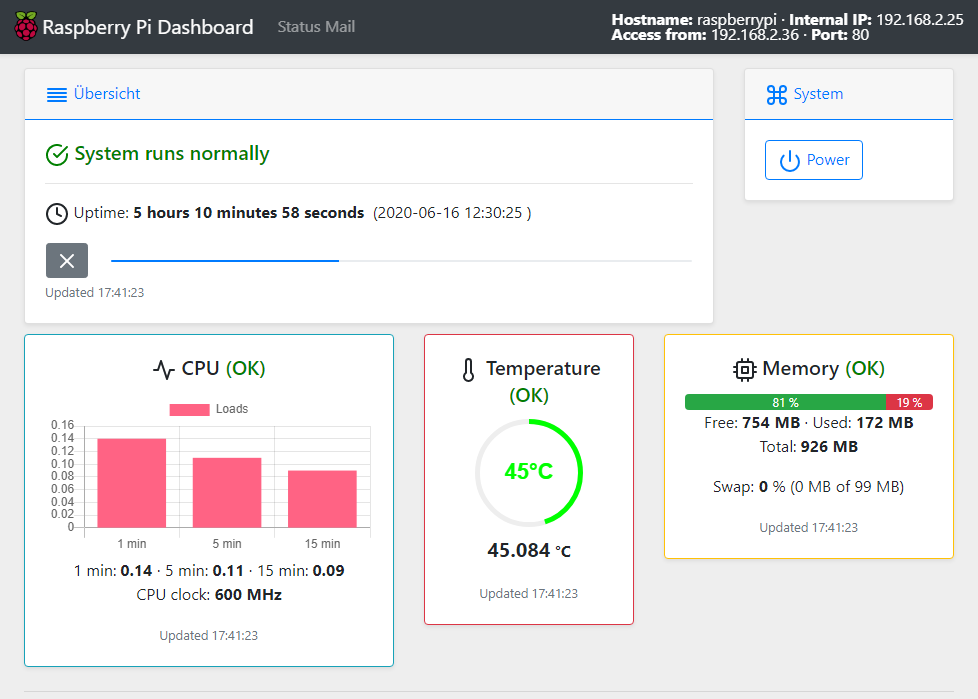 Raspberry Pi Dashboard Status Mail
Hostname: raspberrypi · Internal IP: 192.168.2.25
Access from: 192.168.2.36 · Port: 80
Übersicht
System runs normally
Uptime: 5 hours 10 minutes 58 seconds (2020-06-16 12:30:25 )
Updated 17:41:23
System
Power
CPU (OK)
Loads
0.16
0.14
0.12
0.10
0.08
0.06
0.04
0.02
0
1 min 5 min 15 min
1 min: 0.14 · 5 min: 0.11 · 15 min: 0.09
CPU clock: 600 MHz
Updated 17:41:23
Temperature
(OK)
45°C
45.084 °C
Updated 17:41:23
Memory (OK)
81 % 19 %
Free: 754 MB · Used: 172 MB
Total: 926 MB
Swap: 0 % (0 MB of 99 MB)
Updated 17:41:23